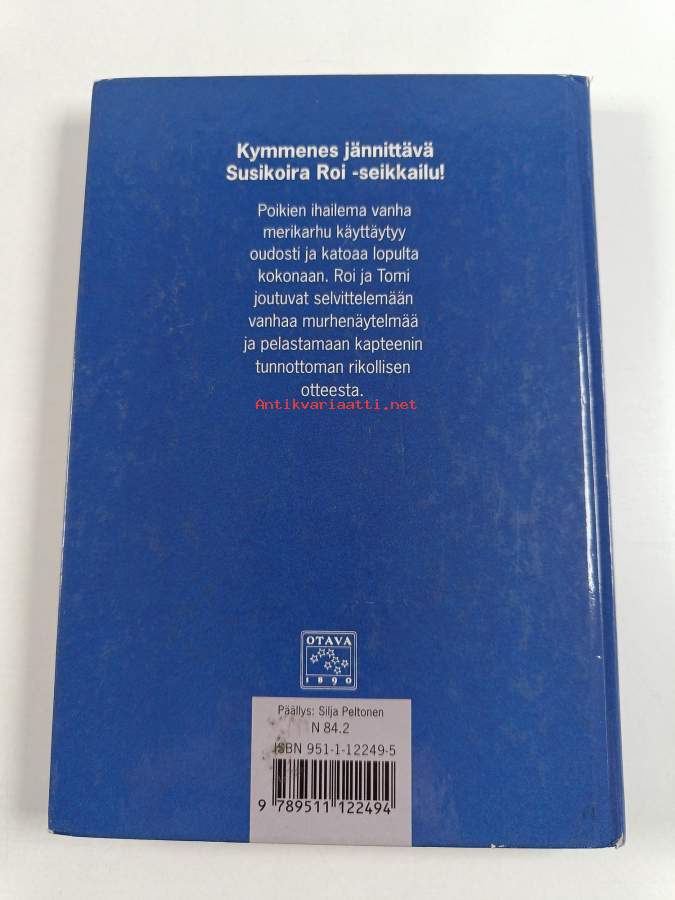 Kymmenes jännittävä
Susikoira Roi -seikkailu!
Poikien ihailema vanha
merikarhu käyttäytyy
oudosti ja katoaa lopulta
kokonaan. Roi ja Tomi
joutuvat selvittelemään
vanhaa murhenäytelmää
ja pelastamaan kapteenin
tunnottoman rikollisen
otteesta.
Antikvariaatti.net
OTAVA
1890
Päällys: Silja Peltonen
N 84.2
ISBN 951-1-12249-5
9 789511 122494